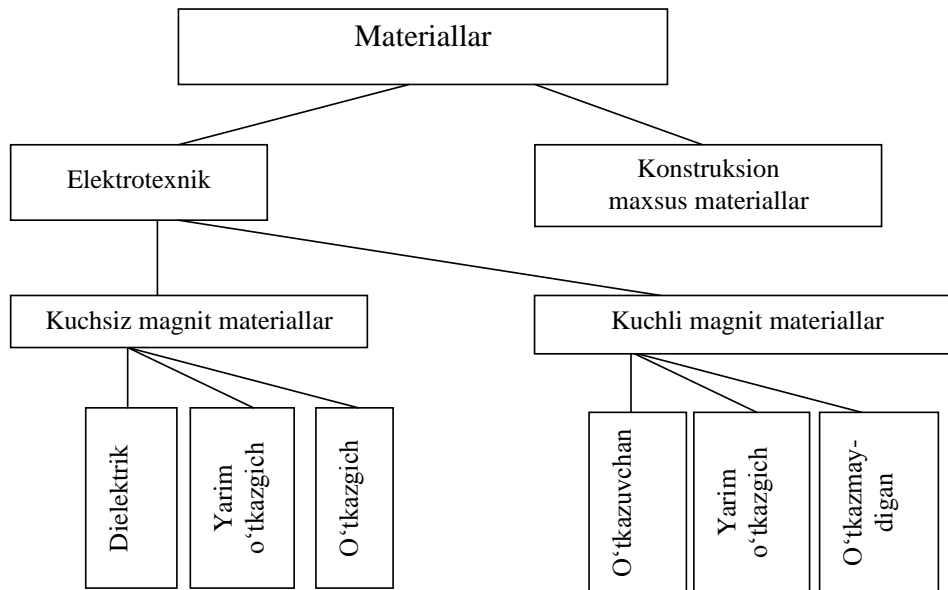 Materiallar
Elektrotexnik
Konstruksion
maxsus materiallar
Kuchsiz magnit materiallar
Kuchli magnit materiallar
Dielektrik
Yarim
o‘tkazgich
O‘tkazgich
O‘tkazuvchan
Yarim
o‘tkazgich
O‘tkazmay-
digan